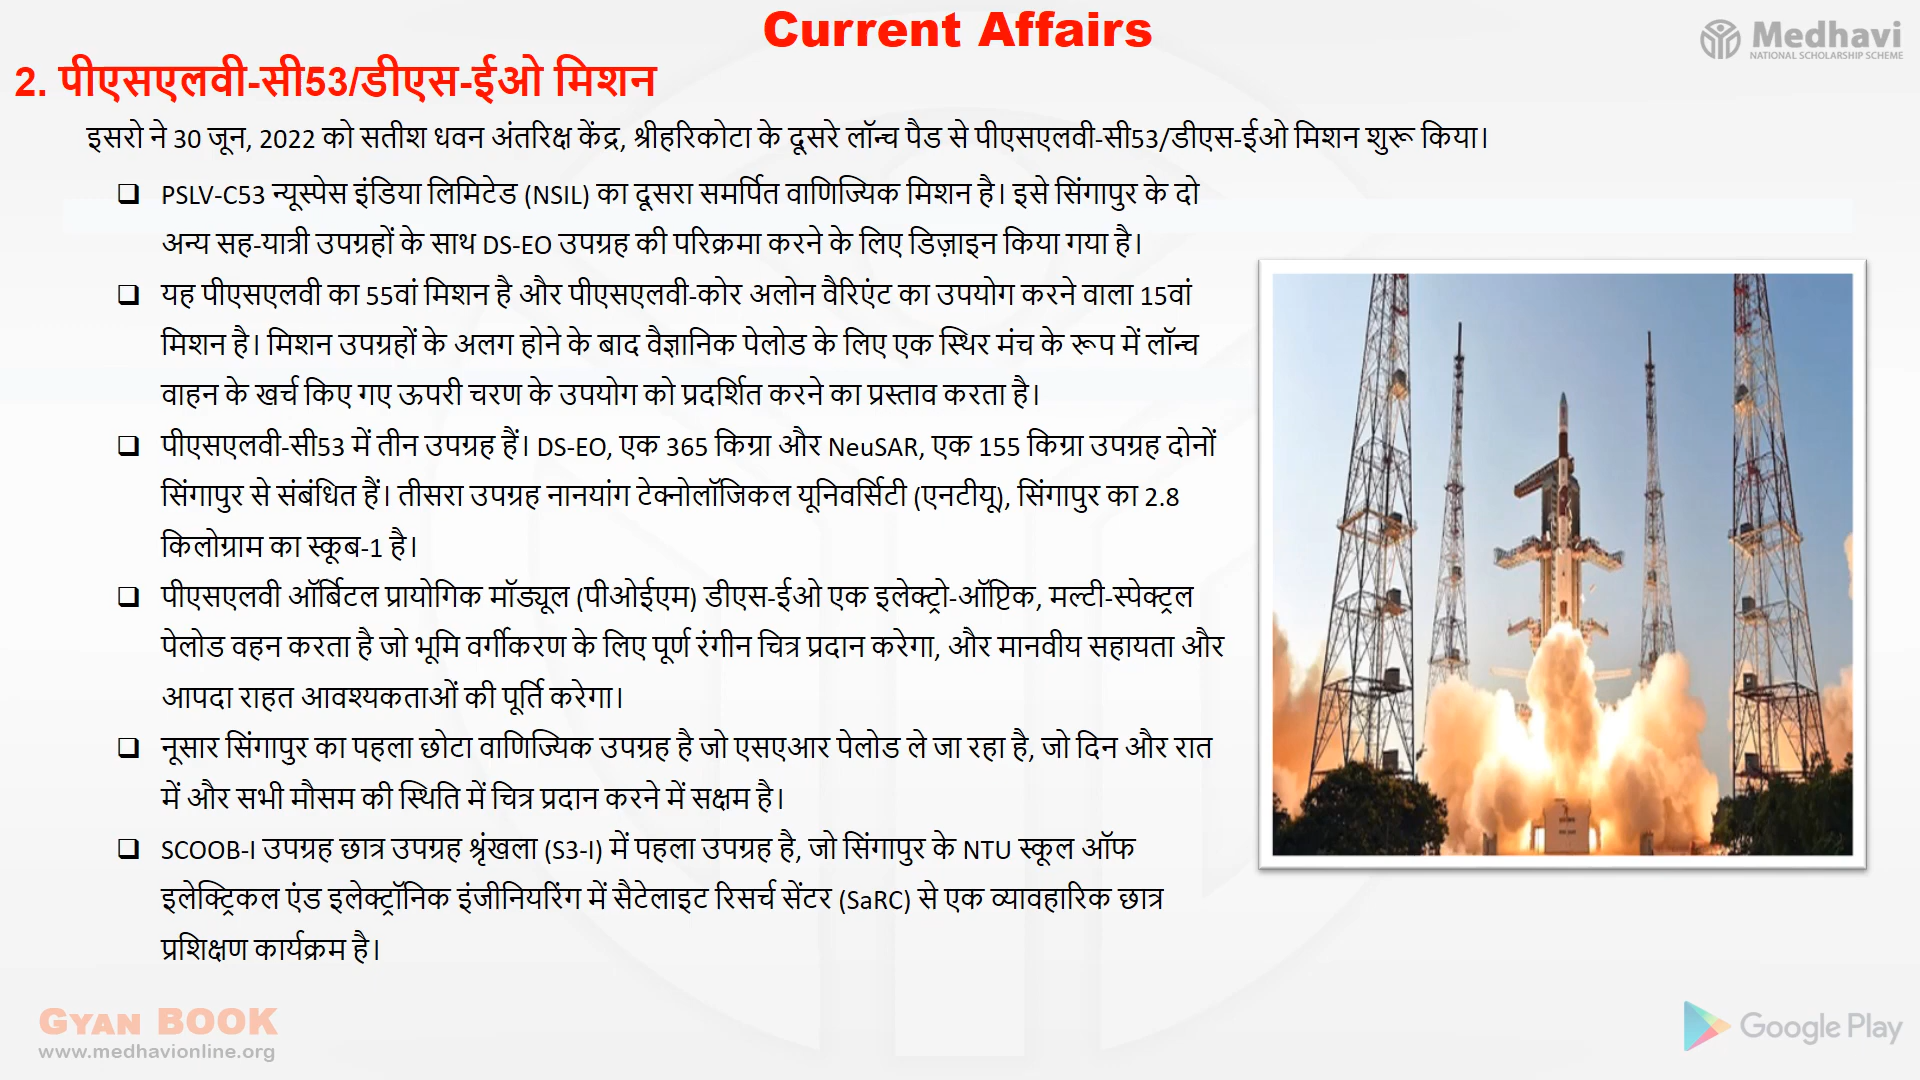 Current Affairs
Medhavi
NATIONAL SCHOLARSHIP SCHEME
2. पीएसएलवी-सी53/डीएस-ईओ मिशन
इसरो ने 30 जून, 2022 को सतीश धवन अंतरिक्ष केंद्र, श्रीहरिकोटा के दूसरे लॉन्च पैड से पीएसएलवी-सी53/डीएस-ईओ मिशन शुरू किया।
❑ PSLV-C53 न्यूस्पेस इंडिया लिमिटेड (NSIL) का दूसरा समर्पित वाणिज्यिक मिशन है। इसे सिंगापुर के दो
अन्य सह-यात्री उपग्रहों के साथ DS-EO उपग्रह की परिक्रमा करने के लिए डिज़ाइन किया गया है।
❑ यह पीएसएलवी का 55वां मिशन है और पीएसएलवी-कोर अलोन वैरिएंट का उपयोग करने वाला 15वां
मिशन है। मिशन उपग्रहों के अलग होने के बाद वैज्ञानिक पेलोड के लिए एक स्थिर मंच के रूप में लॉन्च
वाहन के खर्च किए गए ऊपरी चरण के उपयोग को प्रदर्शित करने का प्रस्ताव करता है।
❑ पीएसएलवी-सी53 में तीन उपग्रह हैं। DS-EO, एक 365 किग्रा और NeuSAR, एक 155 किग्रा उपग्रह दोनों
सिंगापुर से संबंधित हैं। तीसरा उपग्रह नानयांग टेक्नोलॉजिकल यूनिवर्सिटी (एनटीयू), सिंगापुर का 2.8
किलोग्राम का स्कूब-1 है।
❑ पीएसएलवी ऑर्बिटल प्रायोगिक मॉड्यूल (पीओईएम) डीएस-ईओ एक इलेक्ट्रो-ऑप्टिक, मल्टी-स्पेक्ट्रल
पेलोड वहन करता है जो भूमि वर्गीकरण के लिए पूर्ण रंगीन चित्र प्रदान करेगा, और मानवीय सहायता और
आपदा राहत आवश्यकताओं की पूर्ति करेगा।
❑ नूसार सिंगापुर का पहला छोटा वाणिज्यिक उपग्रह है जो एसएआर पेलोड ले जा रहा है, जो दिन और रात
में और सभी मौसम की स्थिति में चित्र प्रदान करने में सक्षम है।
❑ SCOOB-I उपग्रह छात्र उपग्रह श्रृंखला (S3-I) में पहला उपग्रह है, जो सिंगापुर के NTU स्कूल ऑफ
इलेक्ट्रिकल एंड इलेक्ट्रॉनिक इंजीनियरिंग में सैटेलाइट रिसर्च सेंटर (SaRC) से एक व्यावहारिक छात्र
प्रशिक्षण कार्यक्रम है।
GYAN BOOK
www.medhavionline.org
Google Play